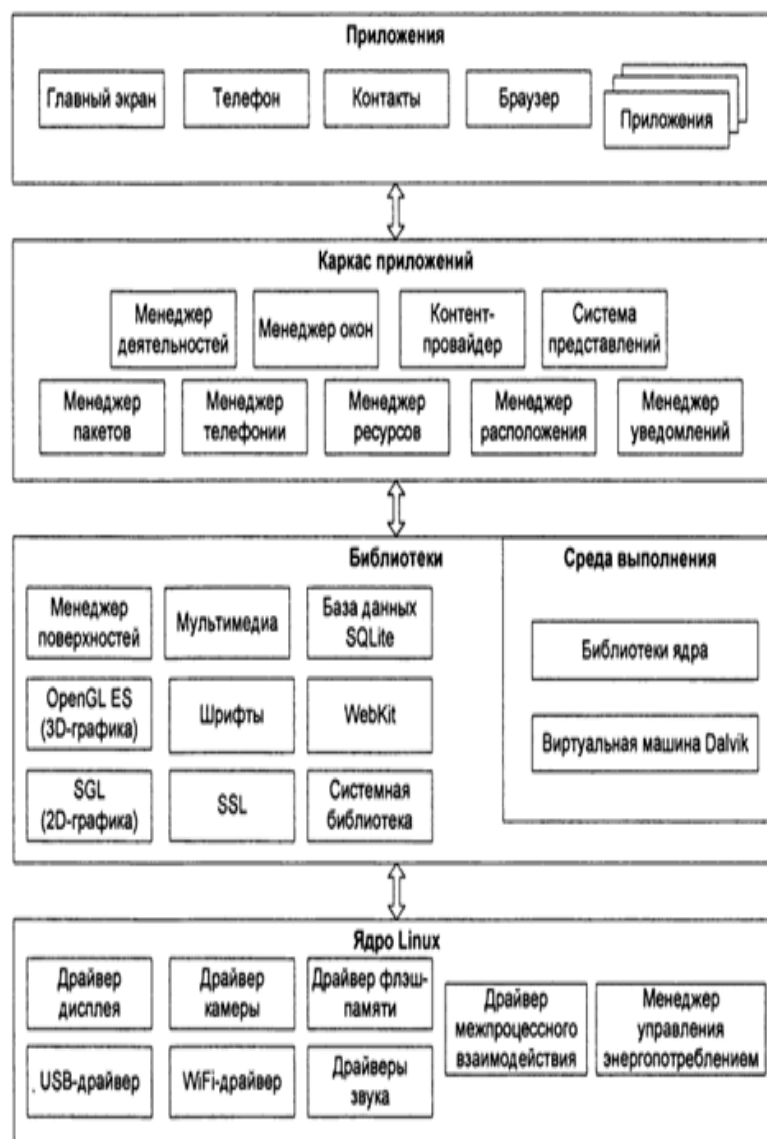 Приложения
Главный экран
Телефон
Контакты
Браузер
Приложения
Каркас приложений
Менеджер
деятельностей
Менеджер окон
Контент-
провайдер
Система
представлений
Менеджер
пакетов
Менеджер
телефонии
Менеджер
ресурсов
Менеджер
расположения
Менеджер
уведомлений
Библиотеки
Менеджер
поверхностей
Мультимедиа
База данных
SQLite
OpenGL ES
(3D-графика)
Шрифты
WebKit
SGL
(2D-графика)
SSL
Системная
библиотека
Среда выполнения
Библиотеки ядра
Виртуальная машина Dalvik
Ядро Linux
Драйвер
дисплея
Драйвер
камеры
Драйвер флэш-
памяти
USB-драйвер
WiFi-драйвер
Драйверы
звука
Драйвер
межпроцессного
взаимодействия
Менеджер
управления
энергопотреблением